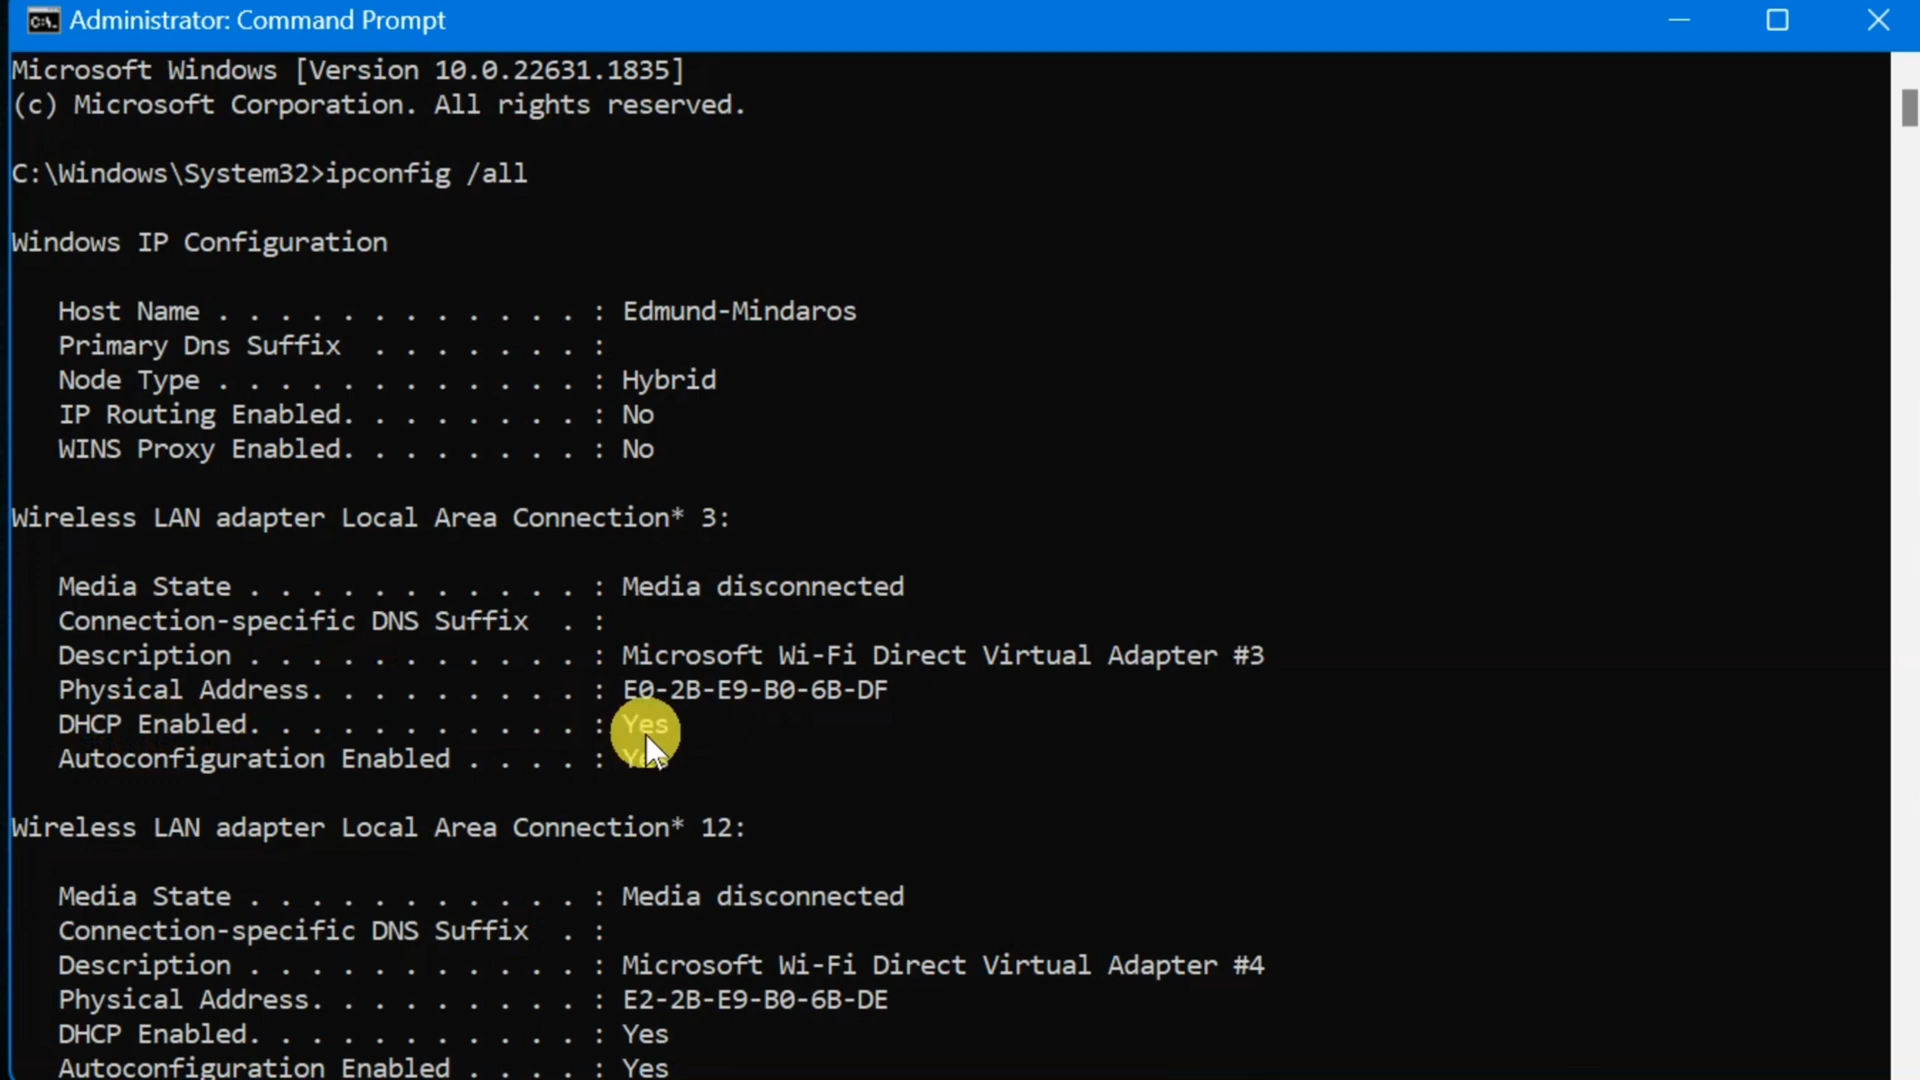 Administrator: Command Prompt
Microsoft Windows [Version 10.0.22631.1835]
(c) Microsoft Corporation. All rights reserved.
C:\Windows\System32>ipconfig /all
Windows IP Configuration
Host Name . . . . . . . . . . . . : Edmund-Mindaros
Primary Dns Suffix  . . . . . . . :
Node Type . . . . . . . . . . . . : Hybrid
IP Routing Enabled. . . . . . . . : No
WINS Proxy Enabled. . . . . . . . : No
Wireless LAN adapter Local Area Connection* 3:
Media State . . . . . . . . . . . : Media disconnected
Connection-specific DNS Suffix  . :
Description . . . . . . . . . . . : Microsoft Wi-Fi Direct Virtual Adapter #3
Physical Address. . . . . . . . . : E0-2B-E9-B0-6B-DF
DHCP Enabled. . . . . . . . . . . : Yes
Autoconfiguration Enabled . . . . : Yes
Wireless LAN adapter Local Area Connection* 12:
Media State . . . . . . . . . . . : Media disconnected
Connection-specific DNS Suffix  . :
Description . . . . . . . . . . . : Microsoft Wi-Fi Direct Virtual Adapter #4
Physical Address. . . . . . . . . : E2-2B-E9-B0-6B-DE
DHCP Enabled. . . . . . . . . . . : Yes
Autoconfiguration Enabled . . . . : Yes